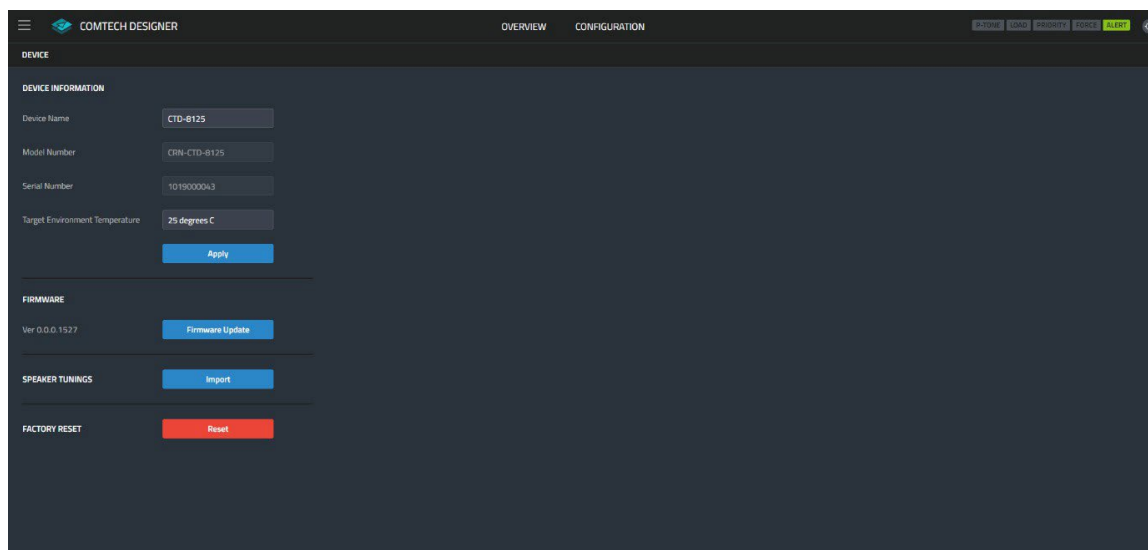 COMTECH DESIGNER OVERVIEW CONFIGURATION P-TONE LOAD PRIORITY FORCE ALERT
DEVICE
DEVICE INFORMATION
Device Name CTD-8125
Model Number CRN-CTD-8125
Serial Number 1019000043
Target Environment Temperature 25 degrees C
Apply
FIRMWARE
Ver 0.0.0.1527 Firmware Update
SPEAKER TUNINGS Import
FACTORY RESET Reset